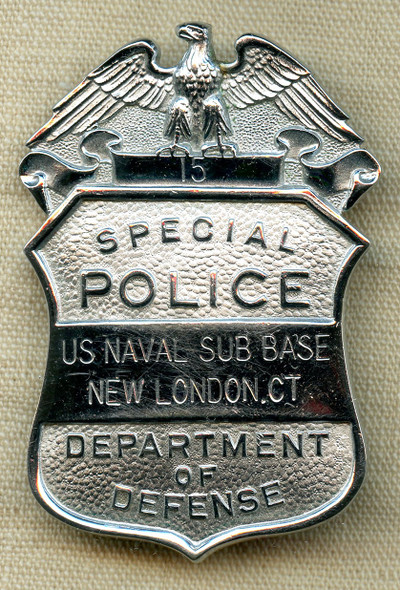 15
SPECIAL
POLICE
US NAVAL SUB BASE
NEW LONDON.CT
DEPARTMENT
OF
DEFENSE